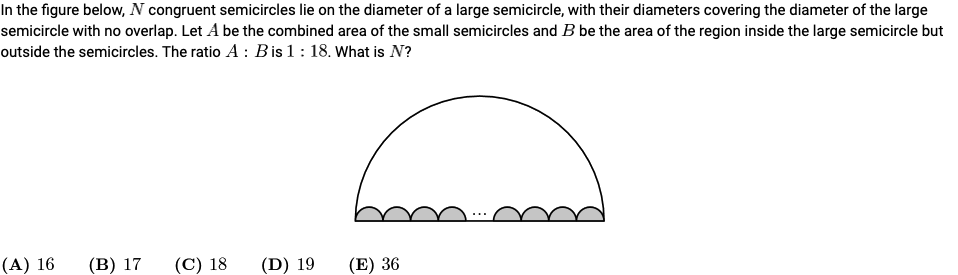 In the figure below, N congruent semicircles lie on the diameter of a large semicircle, with their diameters covering the diameter of the large
semicircle with no overlap. Let A be the combined area of the small semicircles and B be the area of the region inside the large semicircle but
outside the semicircles. The ratio A : B is 1 : 18. What is N?
...
(A) 16 (B) 17 (C) 18 (D) 19 (E) 36